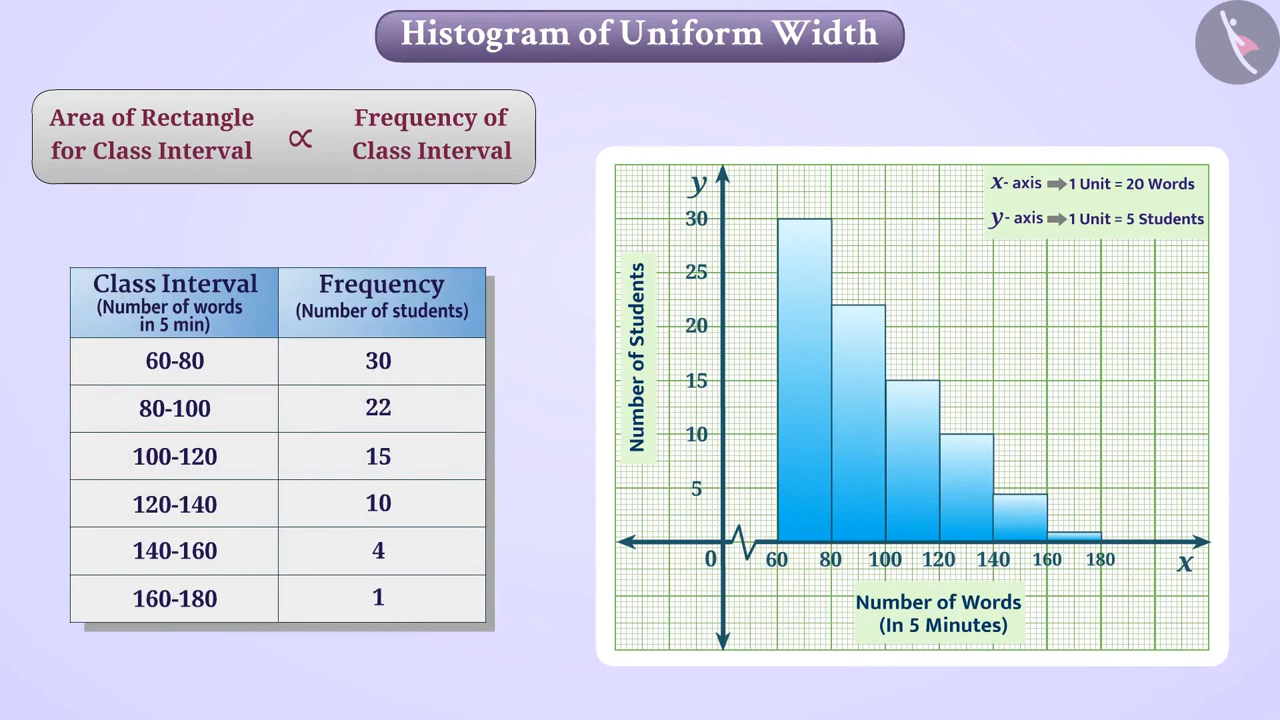 Histogram of Uniform Width
Area of Rectangle
for Class Interval
∝
Frequency of
Class Interval
Class Interval
(Number of words
in 5 min)
Frequency
(Number of students)
60-80 30
80-100 22
100-120 15
120-140 10
140-160 4
160-180 1
x- axis ➡ 1 Unit = 20 Words
y- axis ➡ 1 Unit = 5 Students
y
30
25
20
15
10
5
Number of Students
0 60 80 100 120 140 160 180 x
Number of Words
(In 5 Minutes)